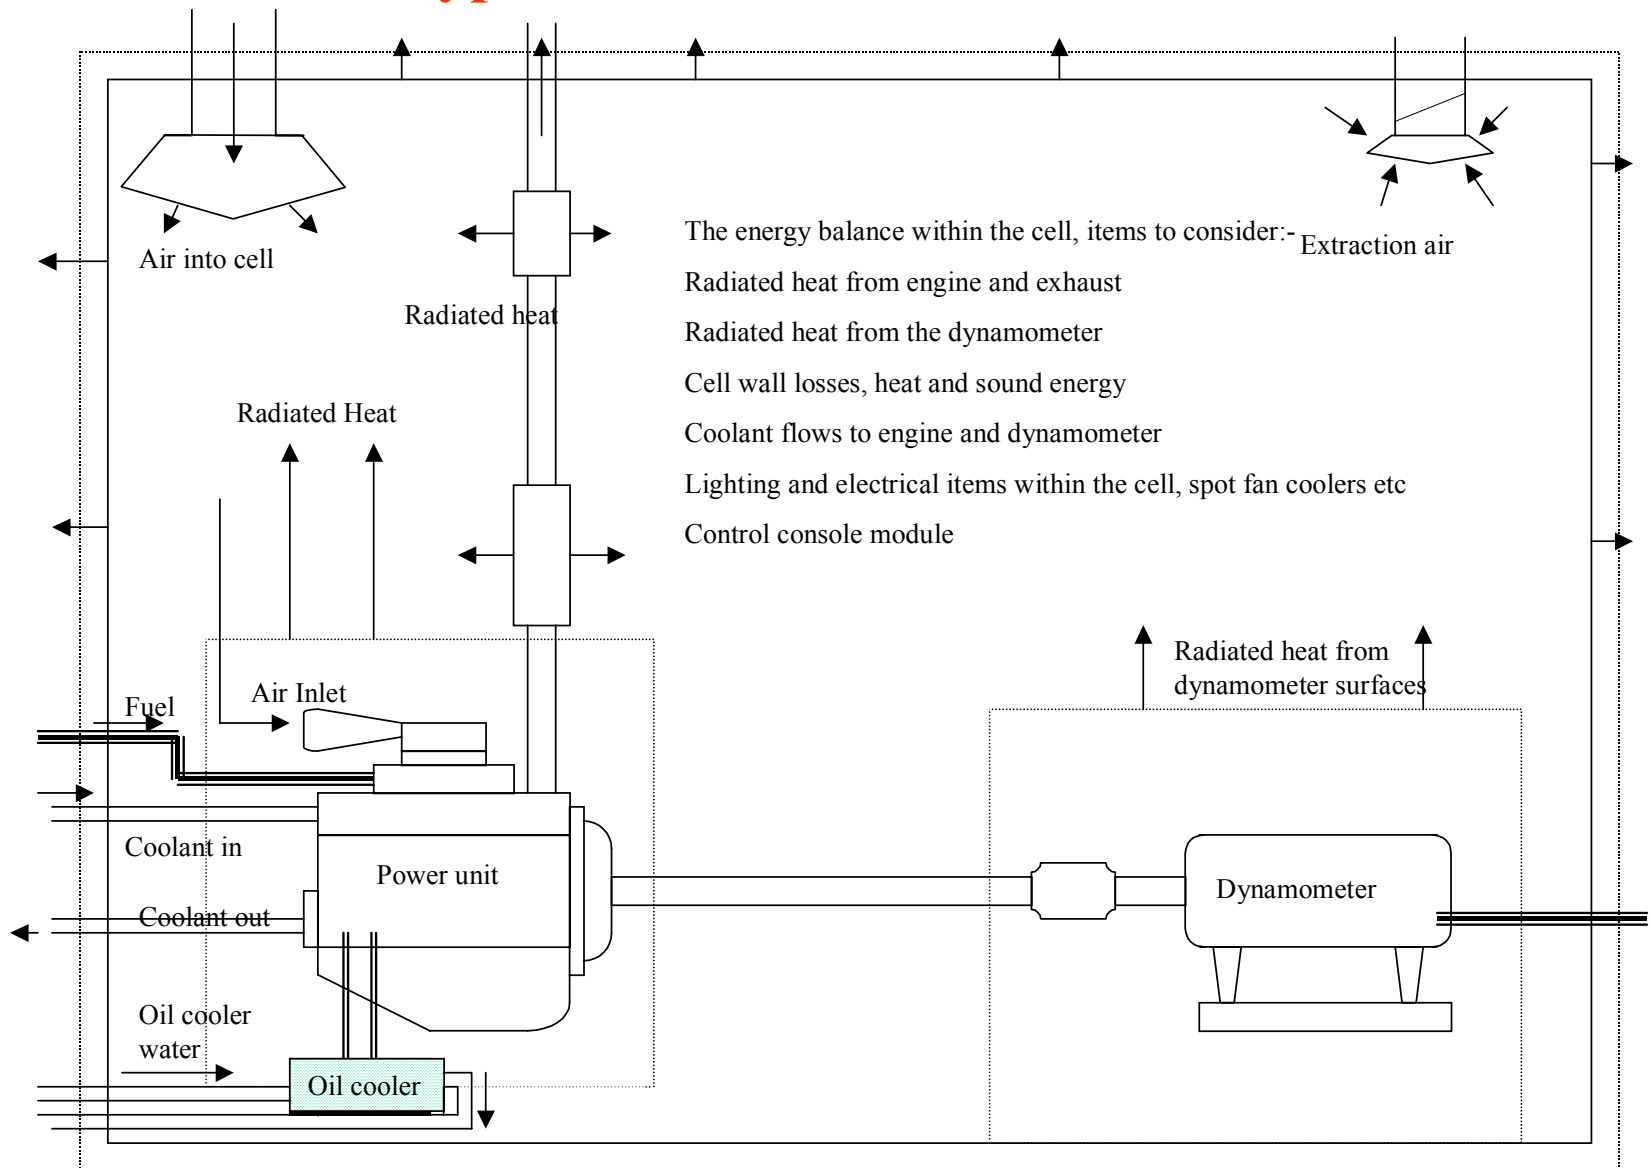 Air into cell
The energy balance within the cell, items to consider:-
Extraction air
Radiated heat from engine and exhaust
Radiated heat
Radiated heat from the dynamometer
Cell wall losses, heat and sound energy
Radiated Heat
Coolant flows to engine and dynamometer
Lighting and electrical items within the cell, spot fan coolers etc
Control console module
Radiated heat from
dynamometer surfaces
Air Inlet
Fuel
Coolant in
Power unit
Dynamometer
Coolant out
Oil cooler
water
Oil cooler